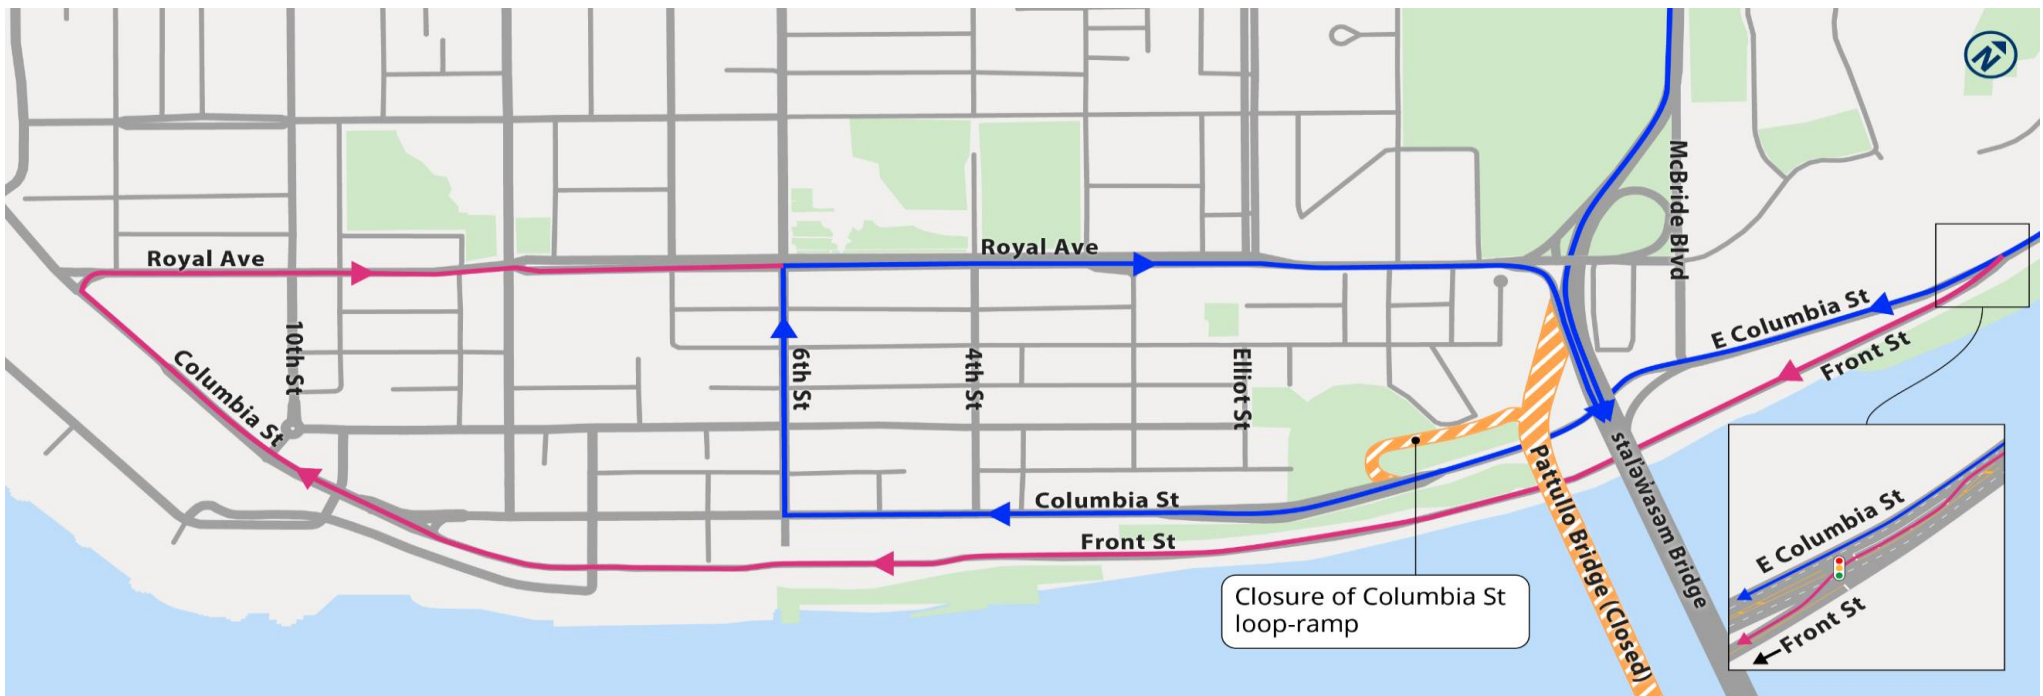 N
McBride Blvd
Royal Ave
Royal Ave
E Columbia St
Front St
10th St
Columbia St
6th St
4th St
Elliot St
Columbia St
Front St
Pattullo Bridge (Closed)
stal̓əw̓asəm Bridge
Closure of Columbia St
loop-ramp
E Columbia St
Front St